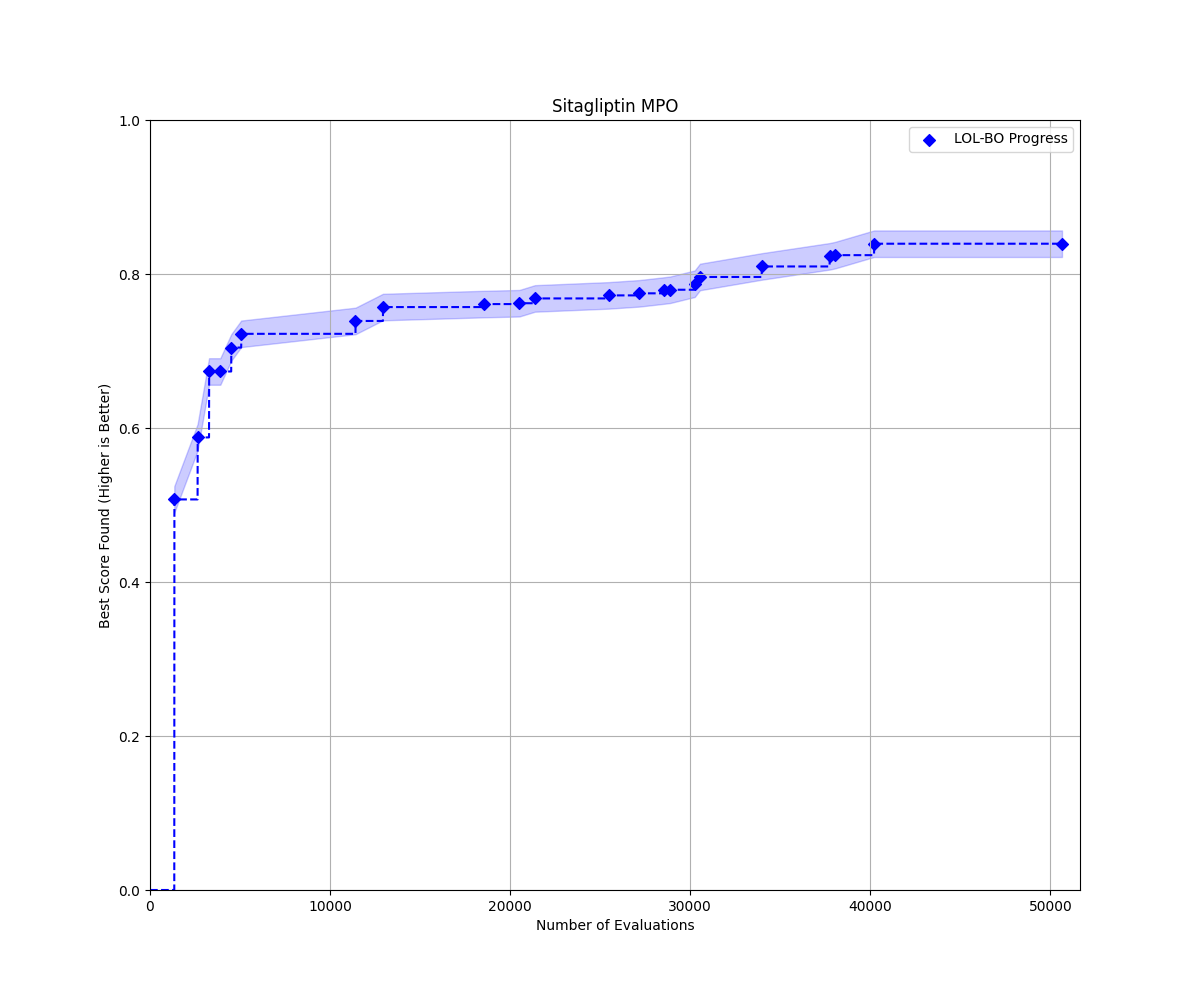 Sitagliptin MPO
LOL-BO Progress
1.0
0.8
0.6
0.4
0.2
0.0
Best Score Found (Higher is Better)
0 10000 20000 30000 40000 50000
Number of Evaluations